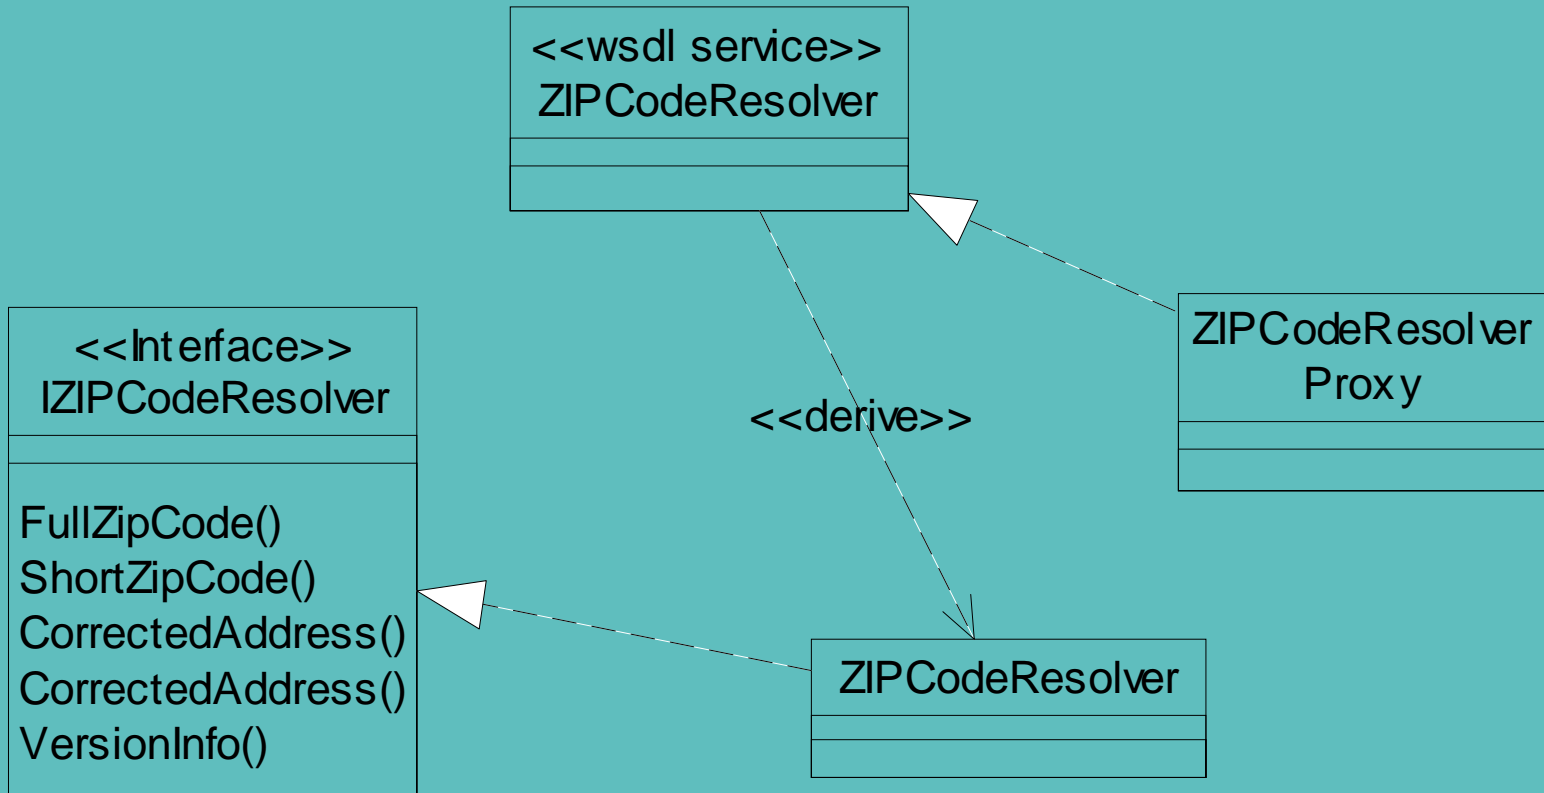 <<wsdl service>>
ZIPCodeResolver
<<Interface>>
IZIPCodeResolver
FullZipCode()
ShortZipCode()
CorrectedAddress()
CorrectedAddress()
VersionInfo()
<<derive>>
ZIPCodeResolver
Proxy
ZIPCodeResolver